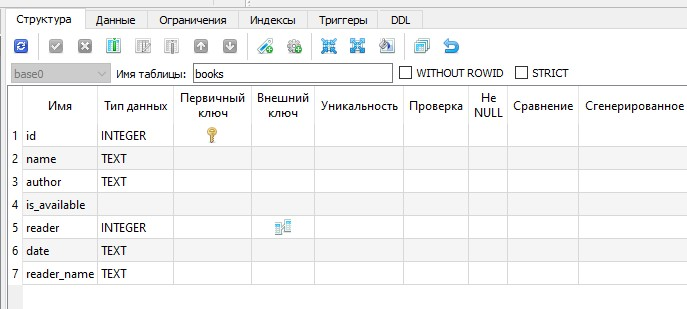 Структура Данные Ограничения Индексы Триггеры DDL
base0 Имя таблицы: books WITHOUT ROWID STRICT
Имя Тип данных Первичный ключ Внешний ключ Уникальность Проверка Не NULL Сравнение Сгенерированное
1 id INTEGER
2 name TEXT
3 author TEXT
4 is_available
5 reader INTEGER
6 date TEXT
7 reader_name TEXT